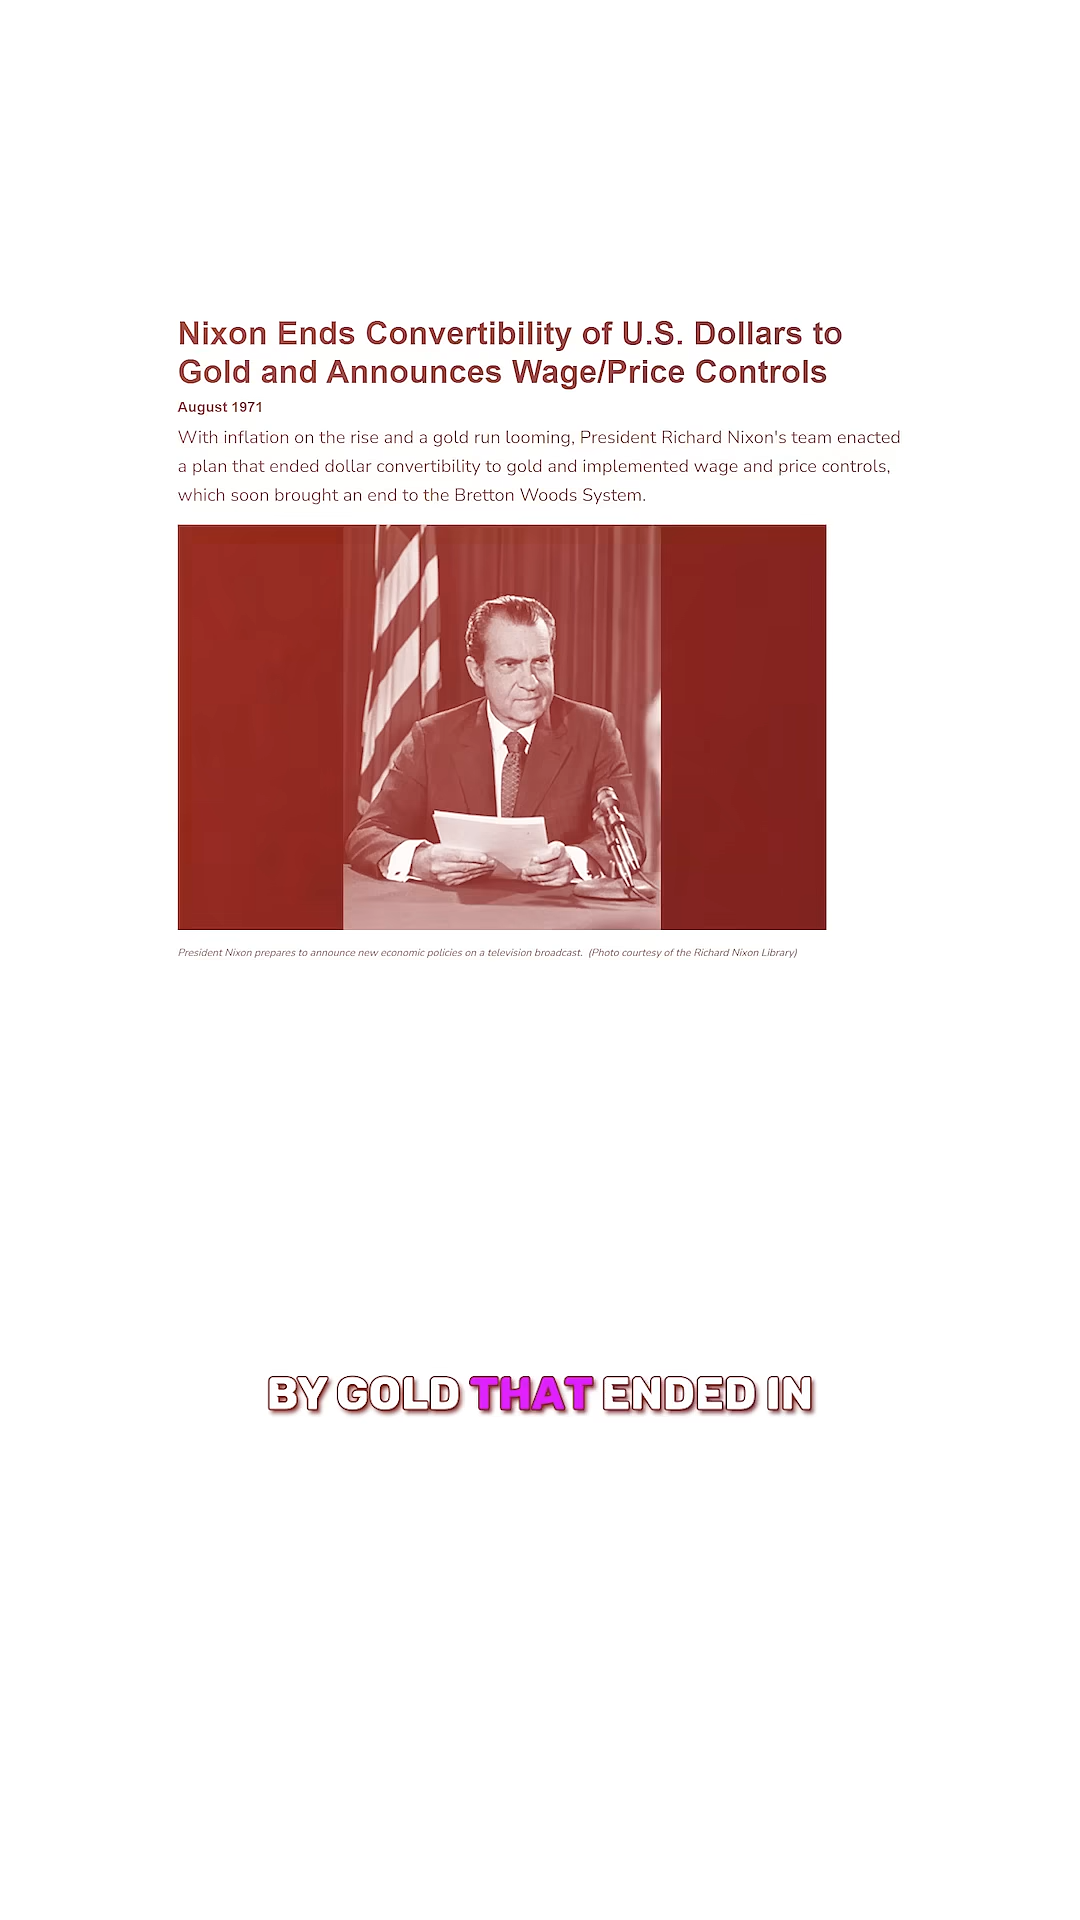 Nixon Ends Convertibility of U.S. Dollars to
Gold and Announces Wage/Price Controls
August 1971
With inflation on the rise and a gold run looming, President Richard Nixon's team enacted
a plan that ended dollar convertibility to gold and implemented wage and price controls,
which soon brought an end to the Bretton Woods System.
President Nixon prepares to announce new economic policies on a television broadcast. (Photo courtesy of the Richard Nixon Library)
BY GOLD THAT ENDED IN